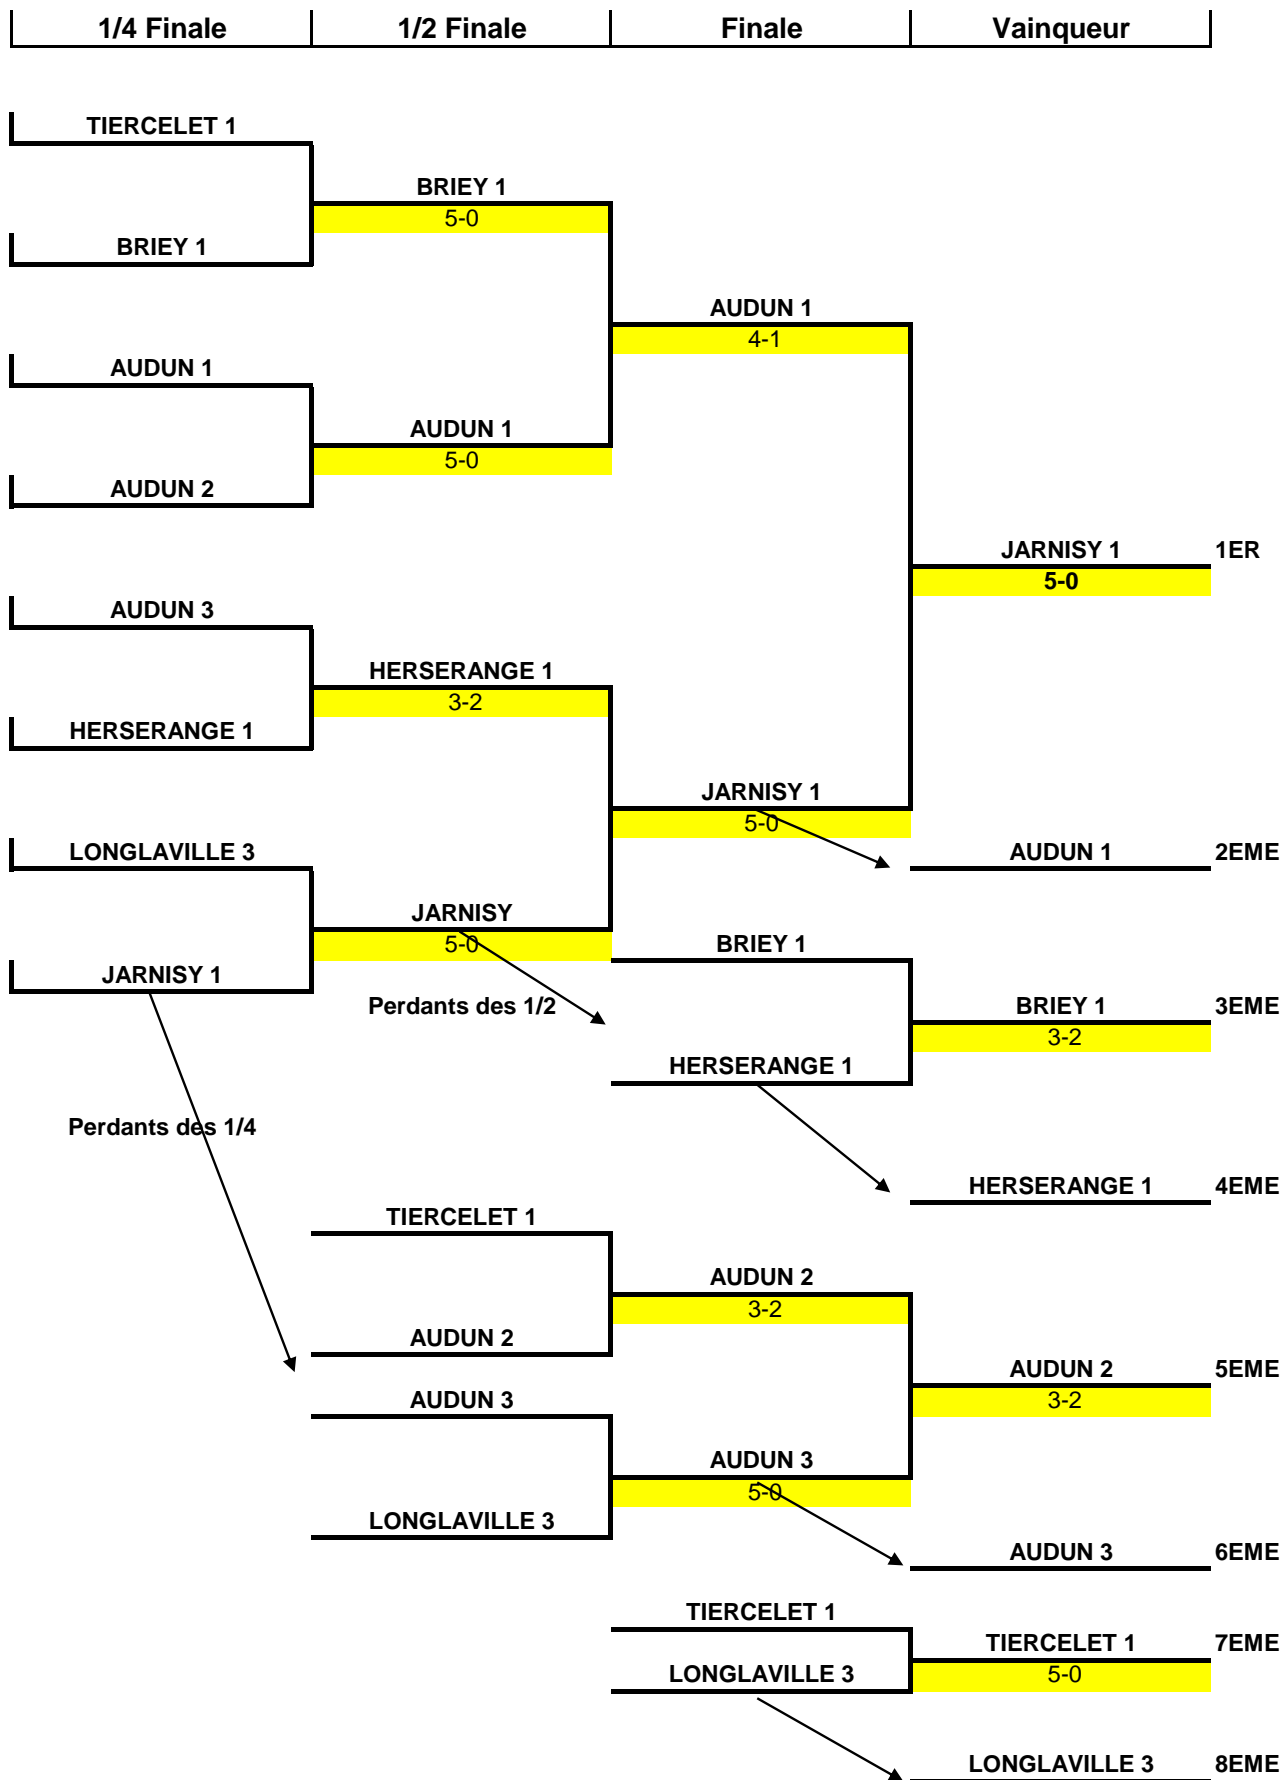 1/4 Finale 1/2 Finale Finale Vainqueur
TIERCELET 1
BRIEY 1
5-0
BRIEY 1
AUDUN 1
4-1
AUDUN 1
AUDUN 1
5-0
AUDUN 2
JARNISY 1 1ER
5-0
AUDUN 3
HERSERANGE 1
3-2
HERSERANGE 1
JARNISY 1
5-0
LONGLAVILLE 3
AUDUN 1 2EME
JARNISY
5-0
BRIEY 1
JARNISY 1
Perdants des 1/2
BRIEY 1 3EME
3-2
HERSERANGE 1
Perdants des 1/4
HERSERANGE 1 4EME
TIERCELET 1
AUDUN 2
3-2
AUDUN 2
AUDUN 2 5EME
3-2
AUDUN 3
AUDUN 3
5-0
LONGLAVILLE 3
AUDUN 3 6EME
TIERCELET 1
TIERCELET 1 7EME
5-0
LONGLAVILLE 3
LONGLAVILLE 3 8EME